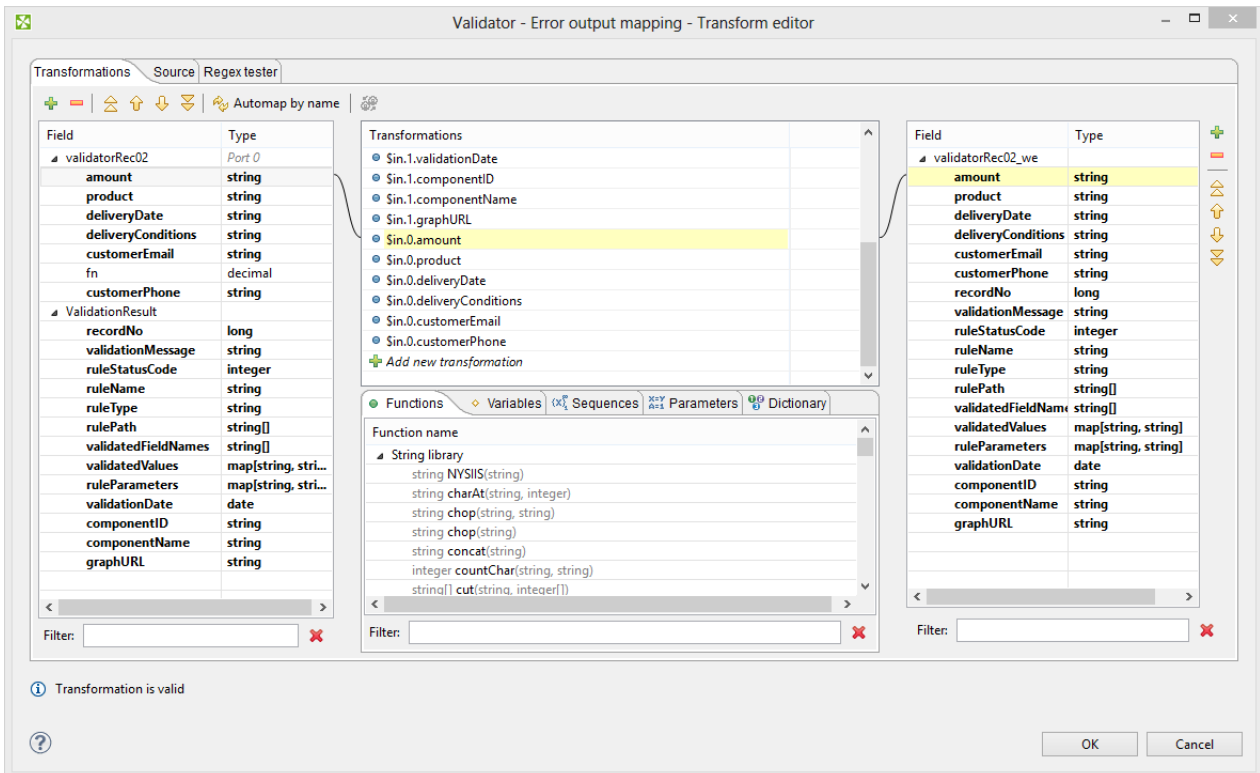 Validator - Error output mapping - Transform editor
Transformations Source Regex tester
Automap by name
Field Type
validatorRec02 Port 0
amount string
product string
deliveryDate string
deliveryConditions string
customerEmail string
fn decimal
customerPhone string
ValidationResult
recordNo long
validationMessage string
ruleStatusCode integer
ruleName string
ruleType string
rulePath string[]
validatedFieldNames string[]
validatedValues map[string, stri...
ruleParameters map[string, stri...
validationDate date
componentID string
componentName string
graphURL string
Filter:
Transformations
$in.1.validationDate
$in.1.componentID
$in.1.componentName
$in.1.graphURL
$in.0.amount
$in.0.product
$in.0.deliveryDate
$in.0.deliveryConditions
$in.0.customerEmail
$in.0.customerPhone
Add new transformation
Functions Variables Sequences Parameters Dictionary
Function name
String library
string NYSIIS(string)
string charAt(string, integer)
string chop(string, string)
string chop(string)
string concat(string)
integer countChar(string, string)
string[] cut(string, integer[])
Filter:
Field Type
validatorRec02_we
amount string
product string
deliveryDate string
deliveryConditions string
customerEmail string
customerPhone string
recordNo long
validationMessage string
ruleStatusCode integer
ruleName string
ruleType string
rulePath string[]
validatedFieldName string[]
validatedValues map[string, string]
ruleParameters map[string, string]
validationDate date
componentID string
componentName string
graphURL string
Filter:
Transformation is valid
OK Cancel